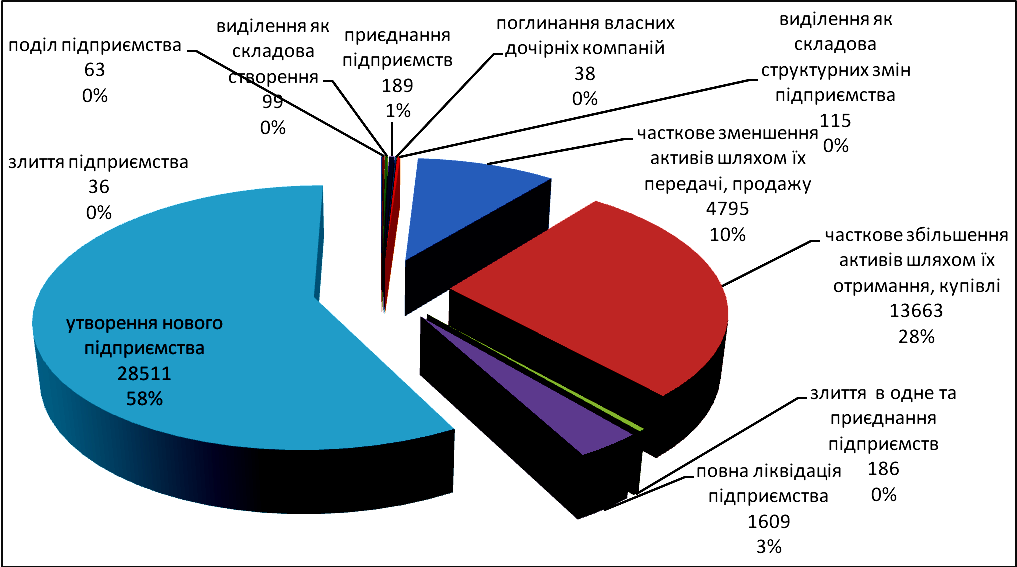 поділ підприємства
63
0%
виділення як
складова
створення
99
0%
приєднання
підприємств
189
1%
поглинання власних
дочірніх компаній
38
0%
виділення як
складова
структурних змін
підприємства
115
0%
часткове зменшення
активів шляхом їх
передачі, продажу
4795
10%
часткове збільшення
активів шляхом їх
отримання, купівлі
13663
28%
злиття в одне та
приєднання
підприємств
186
0%
повна ліквідація
підприємства
1609
3%
утворення нового
підприємства
28511
58%
злиття підприємства
36
0%